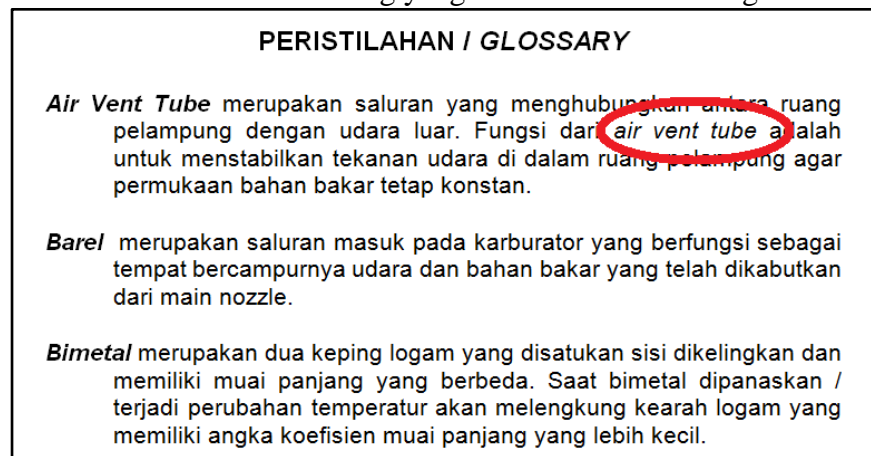 PERISTILAHAN / GLOSSARY
Air Vent Tube merupakan saluran yang menghubungkan antara ruang
pelampung dengan udara luar. Fungsi dari air vent tube adalah
untuk menstabilkan tekanan udara di dalam ruang pelampung agar
permukaan bahan bakar tetap konstan.
Barel merupakan saluran masuk pada karburator yang berfungsi sebagai
tempat bercampurnya udara dan bahan bakar yang telah dikabutkan
dari main nozzle.
Bimetal merupakan dua keping logam yang disatukan sisi dikelingkan dan
memiliki muai panjang yang berbeda. Saat bimetal dipanaskan /
terjadi perubahan temperatur akan melengkung kearah logam yang
memiliki angka koefisien muai panjang yang lebih kecil.